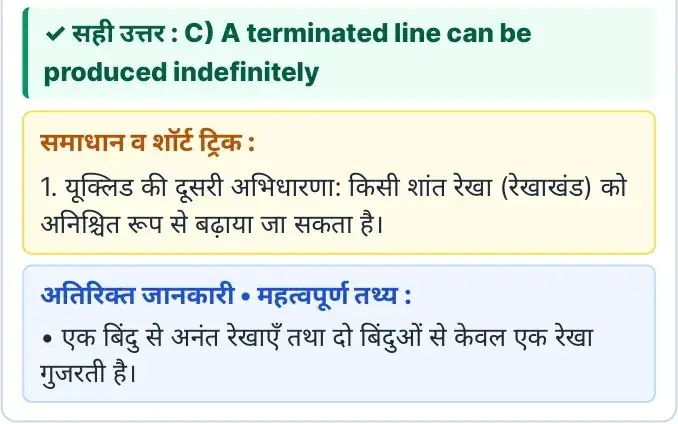 ✓ सही उत्तर : C) A terminated line can be
produced indefinitely
समाधान व शॉर्ट ट्रिक :
1. यूक्लिड की दूसरी अभिधारणा: किसी शांत रेखा (रेखाखंड) को
अनिश्चित रूप से बढ़ाया जा सकता है।
अतिरिक्त जानकारी • महत्वपूर्ण तथ्य :
• एक बिंदु से अनंत रेखाएँ तथा दो बिंदुओं से केवल एक रेखा
गुजरती है।